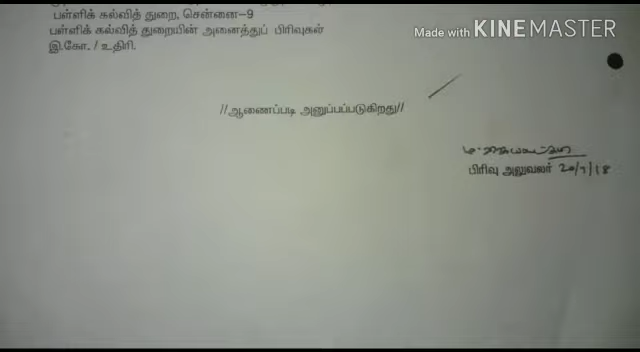 பள்ளிக் கல்வித் துறை, சென்னை-9
Made with KINEMASTER
பள்ளிக் கல்வித் துறையின் அனைத்துப் பிரிவுகள்
இ.கோ. / உதிரி.
//ஆணைப்படி அனுப்பப்படுகிறது//
பிரிவு அலுவலர் 20/7/18